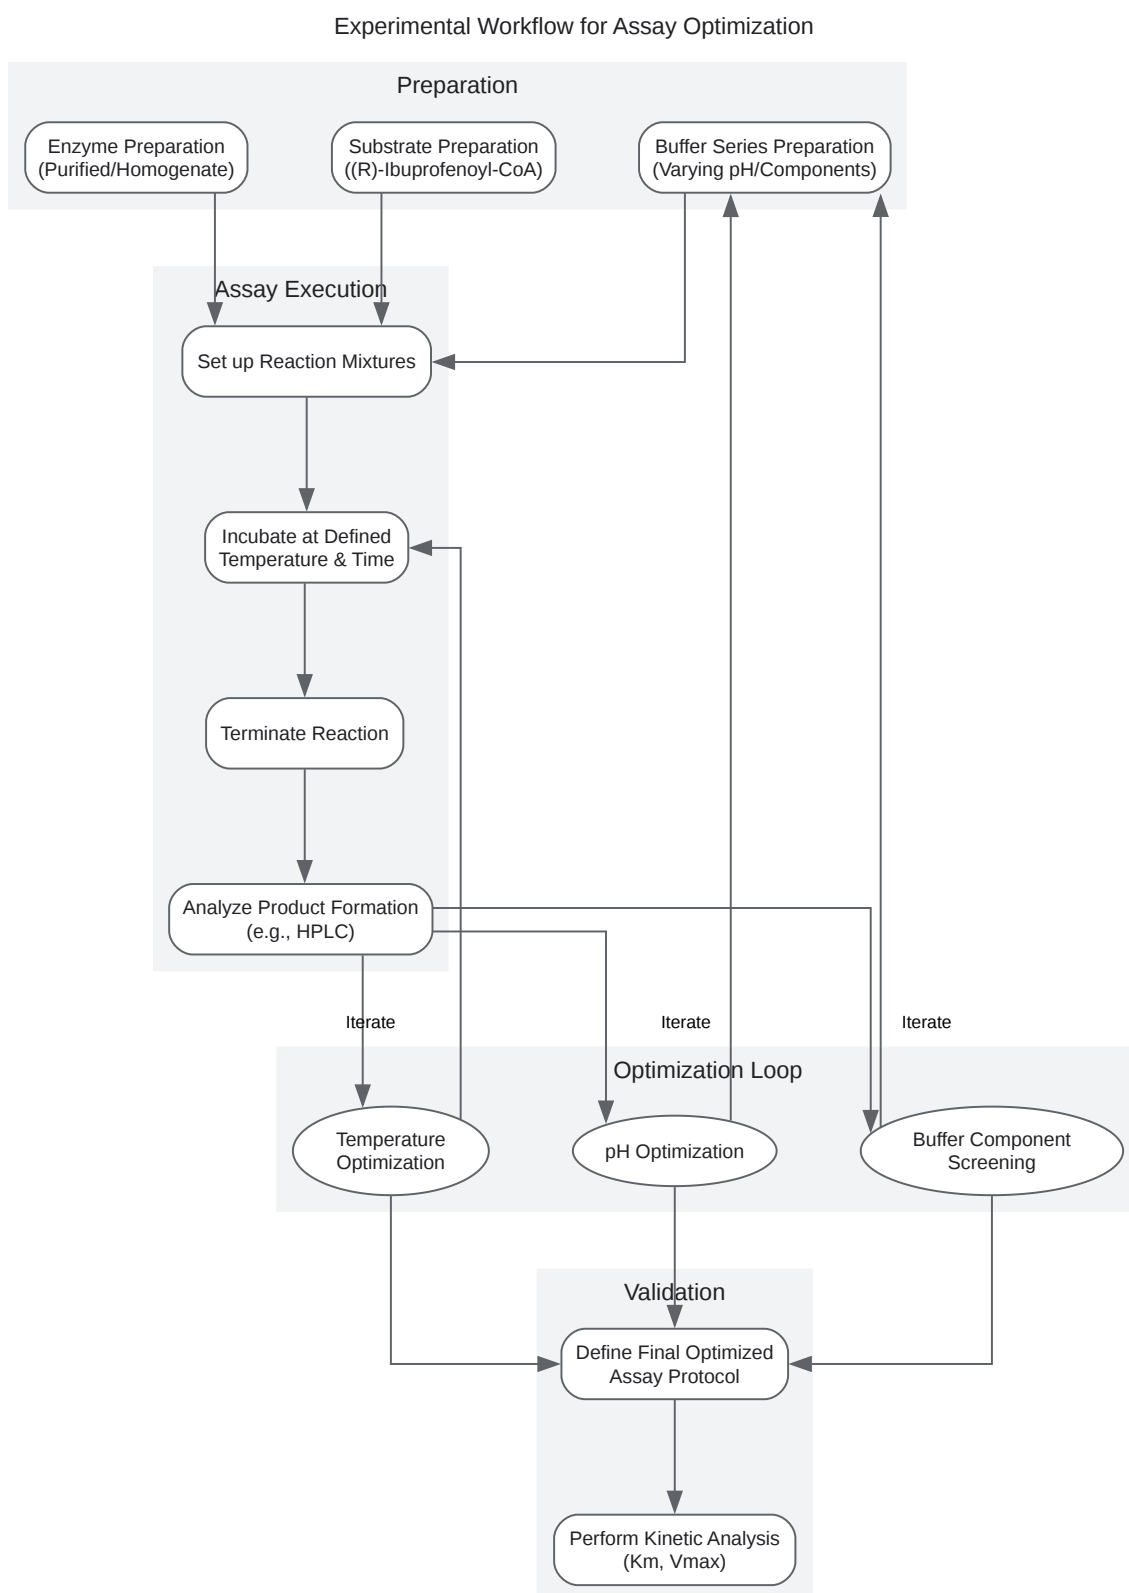 Experimental Workflow for Assay Optimization
Preparation
Enzyme Preparation
(Purified/Homogenate)
Substrate Preparation
((R)-Ibuprofenoyl-CoA)
Buffer Series Preparation
(Varying pH/Components)
Assay Execution
Set up Reaction Mixtures
Incubate at Defined
Temperature & Time
Terminate Reaction
Analyze Product Formation
(e.g., HPLC)
Iterate
Iterate
Iterate
Optimization Loop
Temperature
Optimization
pH Optimization
Buffer Component
Screening
Validation
Define Final Optimized
Assay Protocol
Perform Kinetic Analysis
(Km, Vmax)